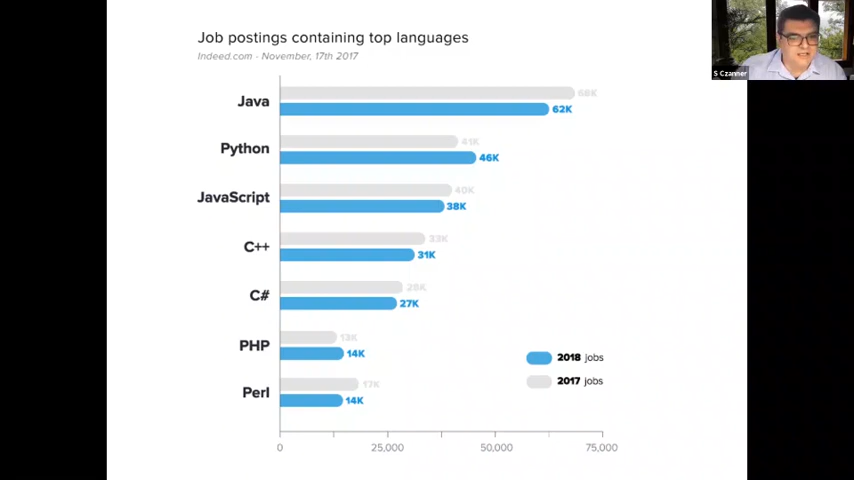 Job postings containing top languages
Indeed.com - November, 17th 2017
S Czanner
Java
68K
62K
Python
41K
46K
JavaScript
40K
38K
C++
33K
31K
C#
28K
27K
PHP
13K
14K
Perl
17K
14K
2018 jobs
2017 jobs
0
25,000
50,000
75,000